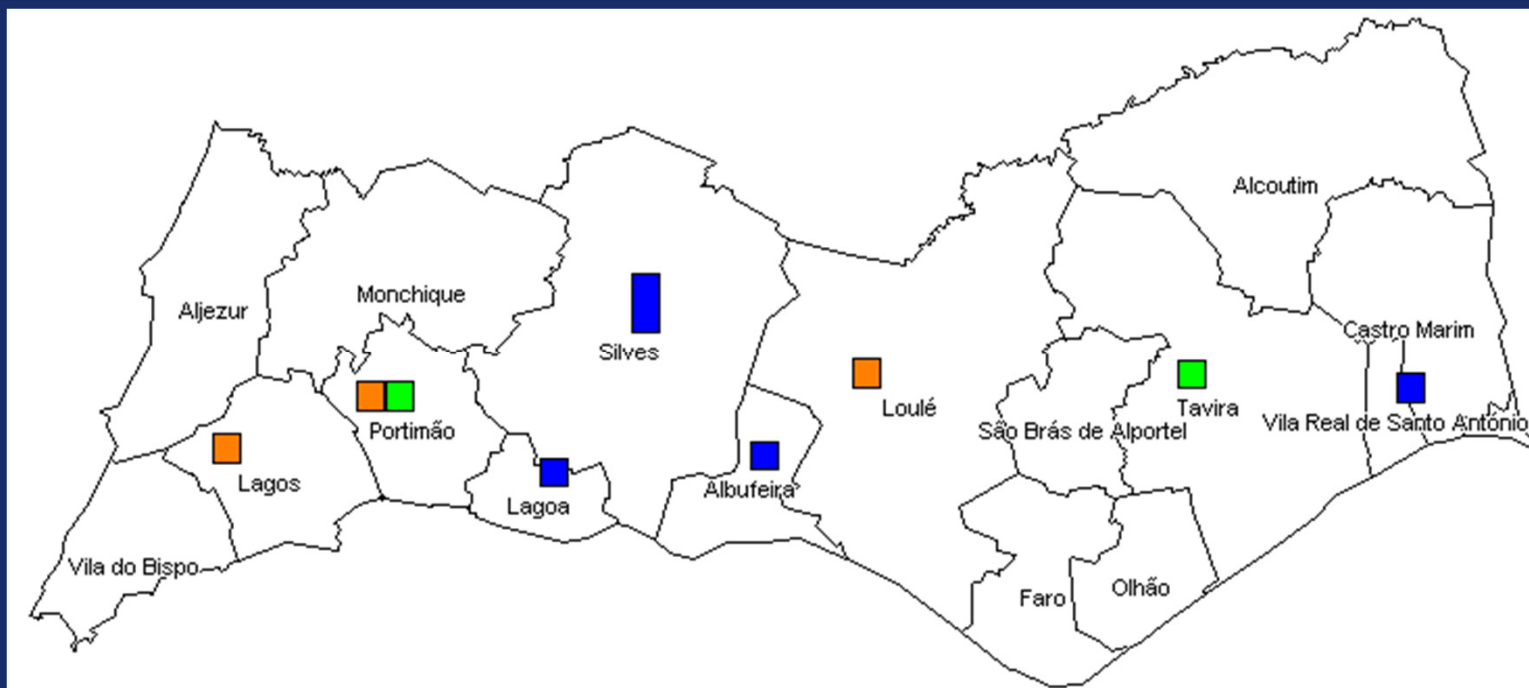 Alcoutim
Monchique
Aljezur
Castro Marim
Silves
Loulé
Tavira
Vila Real de Santo António
Portimão
São Brás de Alportel
Lagos
Albufeira
Lagoa
Vila do Bispo
Olhão
Faro